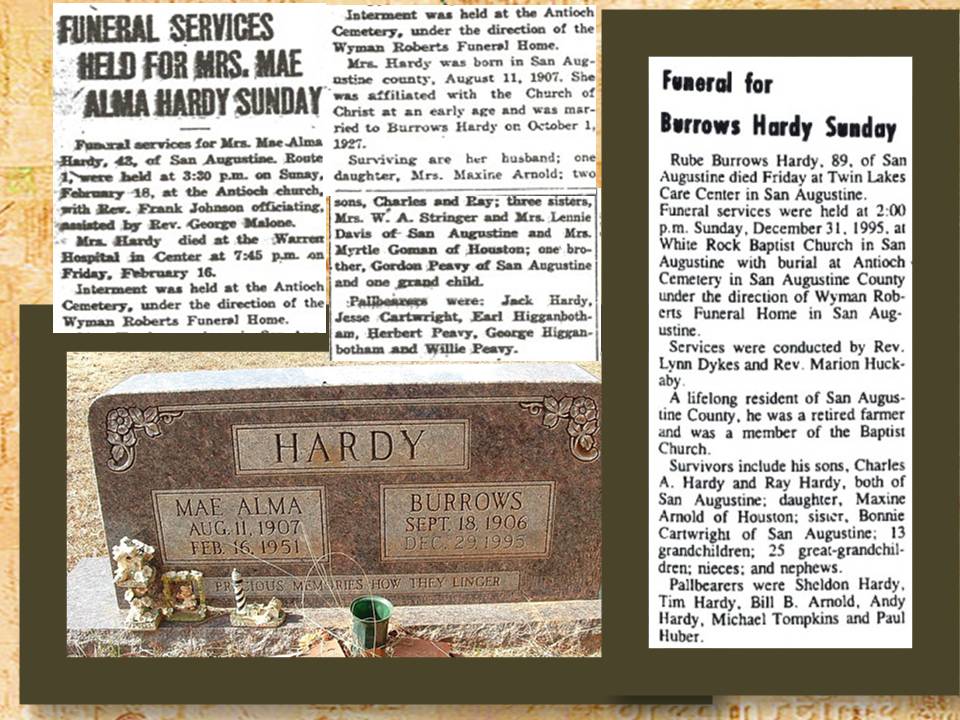 FUNERAL SERVICES
HELD FOR MRS. MAE
ALMA HARDY SUNDAY
Funeral services for Mrs. Mae Alma
Hardy, 43, of San Augustine. Route
1, were held at 3:30 p.m. on Sunay,
February 18, at the Antioch church,
with Rev. Frank Johnson officiating,
assisted by Rev. George Malone.
Mrs. Hardy died at the Warren
Hospital in Center at 7:45 p.m. on
Friday, February 16.
Interment was held at the Antioch
Cemetery, under the direction of the
Wyman Roberts Funeral Home.
Interment was held at the Antioch
Cemetery, under the direction of the
Wyman Roberts Funeral Home.
Mrs. Hardy was born in San Aug-
ustine county, August 11, 1907. She
was affiliated with the Church of
Christ at an early age and was mar-
ried to Burrows Hardy on October 1,
1927.
Surviving are her husband; one
daughter, Mrs. Maxine Arnold; two
sons, Charles and Ray; three sisters,
Mrs. W. A. Stringer and Mrs. Lennie
Davis of San Augustine and Mrs.
Myrtle Goman of Houston; one bro-
ther, Gordon Peavy of San Augustine
and one grand child.
Pallbearers were: Jack Hardy,
Jesse Cartwright, Earl Higganboth-
am, Herbert Peavy, George Higgan-
botham and Willie Peavy.
HARDY
MAE ALMA
AUG. 11, 1907
FEB. 16, 1951
BURROWS
SEPT. 18, 1906
DEC. 29, 1995
PRECIOUS MEMORIES HOW THEY LINGER
Funeral for
Burrows Hardy Sunday
Rube Burrows Hardy, 89, of San
Augustine died Friday at Twin Lakes
Care Center in San Augustine.
Funeral services were held at 2:00
p.m. Sunday, December 31, 1995, at
White Rock Baptist Church in San
Augustine with burial at Antioch
Cemetery in San Augustine County
under the direction of Wyman Rob-
erts Funeral Home in San Aug-
ustine.
Services were conducted by Rev.
Lynn Dykes and Rev. Marion Huck-
aby.
A lifelong resident of San Augus-
tine County, he was a retired farmer
and was a member of the Baptist
Church.
Survivors include his sons, Charles
A. Hardy and Ray Hardy, both of
San Augustine; daughter, Maxine
Arnold of Houston; sister, Bonnie
Cartwright of San Augustine; 13
grandchildren; 25 great-grandchil-
dren; nieces; and nephews.
Pallbearers were Sheldon Hardy,
Tim Hardy, Bill B. Arnold, Andy
Hardy, Michael Tompkins and Paul
Huber.